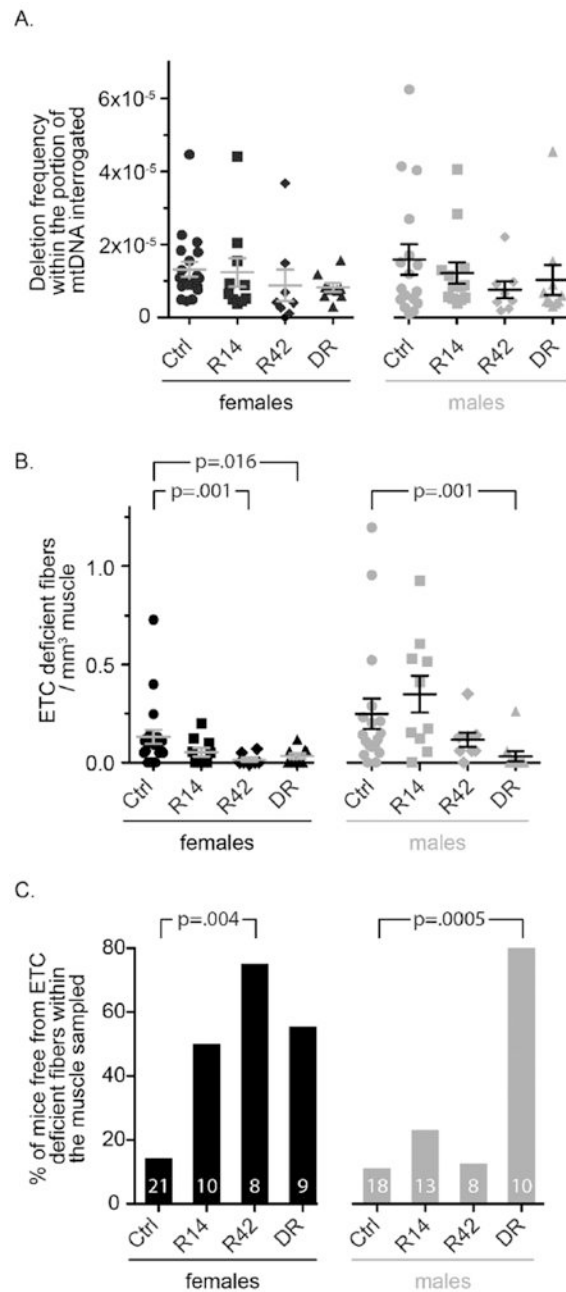 A.
Deletion frequency
within the portion of
mtDNA interrogated
6x10⁻⁵
4x10⁻⁵
2x10⁻⁵
0
Ctrl R14 R42 DR Ctrl R14 R42 DR
females males
B.
p=.016
p=.001 p=.001
ETC deficient fibers
/ mm³ muscle
1.0
0.5
0.0
Ctrl R14 R42 DR Ctrl R14 R42 DR
females males
C.
p=.004 p=.0005
% of mice free from ETC
deficient fibers within
the muscle sampled
80
60
40
20
0
21 10 8 9 18 13 8 10
Ctrl R14 R42 DR Ctrl R14 R42 DR
females males